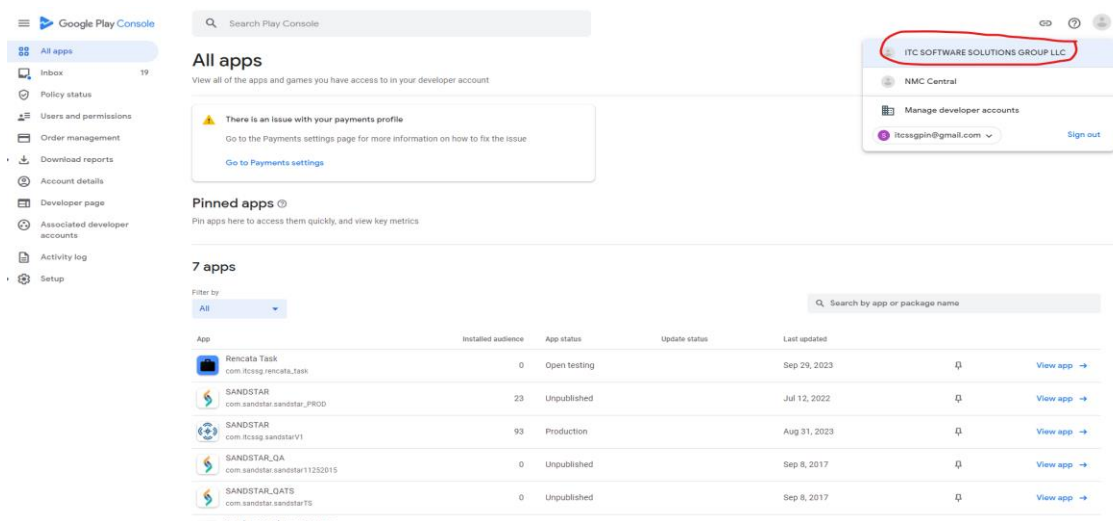 Google Play Console
Search Play Console
All apps
Inbox 19
Policy status
Users and permissions
Order management
Download reports
Account details
Developer page
Associated developer
accounts
Activity log
Setup
ITC SOFTWARE SOLUTIONS GROUP LLC
NMC Central
Manage developer accounts
S itcssgpin@gmail.com
Sign out
All apps
View all of the apps and games you have access to in your developer account
There is an issue with your payments profile
Go to the Payments settings page for more information on how to fix the issue
Go to Payments settings
Pinned apps
Pin apps here to access them quickly, and view key metrics
7 apps
Filter by
All
Search by app or package name
App Installed audience App status Update status Last updated
Rencata Task
com.itcssg.rencata_task
0 Open testing Sep 29, 2023 View app
SANDSTAR
com.sandstar.sandstar_PROD
23 Unpublished Jul 12, 2022 View app
SANDSTAR
com.itcssg.sandstarV1
93 Production Aug 31, 2023 View app
SANDSTAR_QA
com.sandstar.sandstar11252015
0 Unpublished Sep 8, 2017 View app
SANDSTAR_QATS
com.sandstar.sandstarTS
0 Unpublished Sep 8, 2017 View app